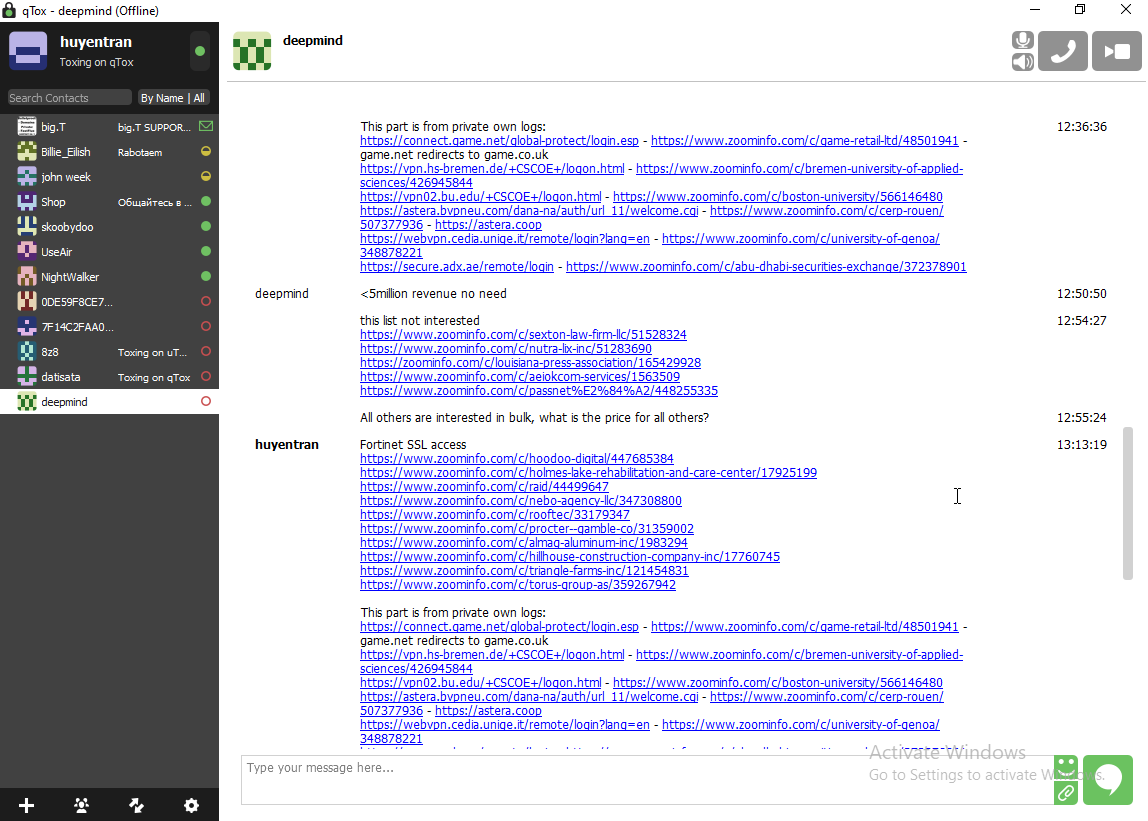 qTox - deepmind (Offline)
huyentran
Toxing on qTox
Search Contacts
By Name | All
big.T big.T SUPPOR...
Billie_Eilish Rabotaem
john week
Shop Общайтесь в ...
skoobydoo
UseAir
NightWalker
0DE59F8CE7...
7F14C2FAA0...
8z8 Toxing on uT...
datisata Toxing on qTox
deepmind
deepmind
This part is from private own logs: 12:36:36
https://connect.game.net/global-protect/login.esp - https://www.zoominfo.com/c/game-retail-ltd/48501941 -
game.net redirects to game.co.uk
https://vpn.hs-bremen.de/+CSCOE+/logon.html - https://www.zoominfo.com/c/bremen-university-of-applied-
sciences/426945844
https://vpn02.bu.edu/+CSCOE+/logon.html - https://www.zoominfo.com/c/boston-university/566146480
https://astera.bvpneu.com/dana-na/auth/url_11/welcome.cgi - https://www.zoominfo.com/c/cerp-rouen/
507377936 - https://astera.coop
https://webvpn.cedia.unige.it/remote/login?lang=en - https://www.zoominfo.com/c/university-of-genoa/
348878221
https://secure.adx.ae/remote/login - https://www.zoominfo.com/c/abu-dhabi-securities-exchange/372378901
deepmind <5million revenue no need 12:50:50
this list not interested 12:54:27
https://www.zoominfo.com/c/sexton-law-firm-llc/51528324
https://www.zoominfo.com/c/nutra-lix-inc/51283690
https://zoominfo.com/c/louisiana-press-association/165429928
https://www.zoominfo.com/c/aeiokcom-services/1563509
https://www.zoominfo.com/c/passnet%E2%84%A2/448255335
All others are interested in bulk, what is the price for all others? 12:55:24
huyentran Fortinet SSL access 13:13:19
https://www.zoominfo.com/c/hoodoo-digital/447685384
https://www.zoominfo.com/c/holmes-lake-rehabilitation-and-care-center/17925199
https://www.zoominfo.com/c/raid/44499647
https://www.zoominfo.com/c/nebo-agency-llc/347308800
https://www.zoominfo.com/c/rooftec/33179347
https://www.zoominfo.com/c/procter--gamble-co/31359002
https://www.zoominfo.com/c/almag-aluminum-inc/1983294
https://www.zoominfo.com/c/hillhouse-construction-company-inc/17760745
https://www.zoominfo.com/c/triangle-farms-inc/121454831
https://www.zoominfo.com/c/torus-group-as/359267942
This part is from private own logs:
https://connect.game.net/global-protect/login.esp - https://www.zoominfo.com/c/game-retail-ltd/48501941 -
game.net redirects to game.co.uk
https://vpn.hs-bremen.de/+CSCOE+/logon.html - https://www.zoominfo.com/c/bremen-university-of-applied-
sciences/426945844
https://vpn02.bu.edu/+CSCOE+/logon.html - https://www.zoominfo.com/c/boston-university/566146480
https://astera.bvpneu.com/dana-na/auth/url_11/welcome.cgi - https://www.zoominfo.com/c/cerp-rouen/
507377936 - https://astera.coop
https://webvpn.cedia.unige.it/remote/login?lang=en - https://www.zoominfo.com/c/university-of-genoa/
348878221
Type your message here...
Activate Windows
Go to Settings to activate Windows.